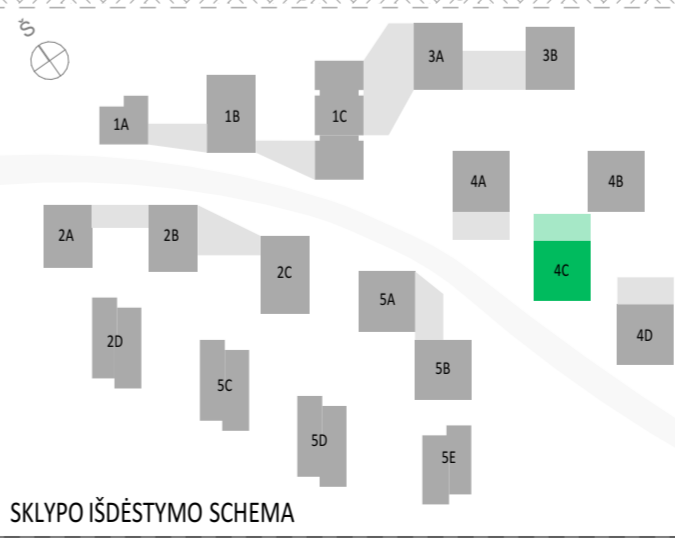 Š
3A
3B
1A
1B
1C
4A
4B
2A
2B
2C
4C
5A
2D
4D
5B
5C
5D
5E
SKLYPO IŠDĖSTYMO SCHEMA